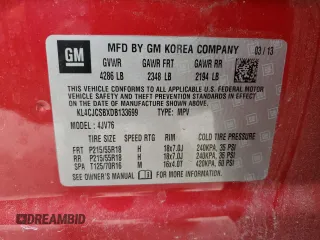 GM
MFD BY GM KOREA COMPANY 03/13
GVWR GAWR FRT GAWR RR
4286 LB 2348 LB 2194 LB
THIS VEHICLE CONFORMS TO ALL APPLICABLE U.S. FEDERAL
MOTOR VEHICLE SAFETY, BUMPER, AND THEFT PREVENTION
STANDARDS IN EFFECT ON THE DATE OF MANUFACTURE
SHOWN ABOVE.
KL4CJCSBXDB133699 TYPE: MPV
MODEL: 4JV76
TIRE SIZE SPEED RTG RIM COLD TIRE PRESSURE
FRT P215/55R18 H 18x7.0J 240KPA, 35 PSI
RR P215/55R18 H 18x7.0J 240KPA, 35 PSI
SPA T125/70R16 M 16x4.0T 420KPA, 60 PSI
SEE OWNER'S MANUAL FOR ADDITIONAL INFORMATION.
AUTOBIDMASTER